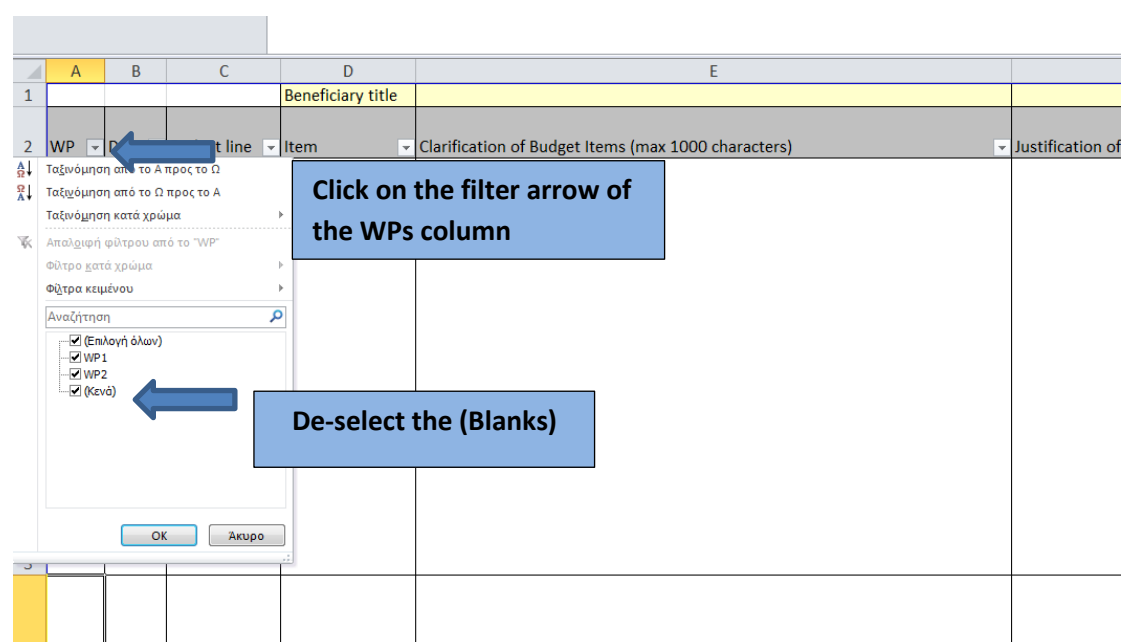 A B C D E
1 Beneficiary title
2 WP D t line Item Clarification of Budget Items (max 1000 characters) Justification of
Ταξινόμηση από το Α προς το Ω
Ταξινόμηση από το Ω προς το Α
Ταξινόμηση κατά χρώμα
Απαλοιφή φίλτρου από το "WP"
Φίλτρο κατά χρώμα
Φίλτρα κειμένου
Αναζήτηση
(Επιλογή όλων)
WP1
WP2
(Κενά)
OK Άκυρο
Click on the filter arrow of
the WPs column
De-select the (Blanks)
3